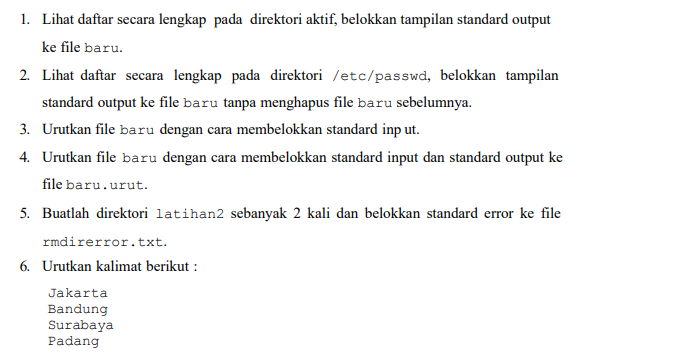 1. Lihat daftar secara lengkap pada direktori aktif, belokkan tampilan standard output
ke file baru.
2. Lihat daftar secara lengkap pada direktori /etc/passwd, belokkan tampilan
standard output ke file baru tanpa menghapus file baru sebelumnya.
3. Urutkan file baru dengan cara membelokkan standard inp ut.
4. Urutkan file baru dengan cara membelokkan standard input dan standard output ke
file baru.urut.
5. Buatlah direktori latihan2 sebanyak 2 kali dan belokkan standard error ke file
rmdirerror.txt.
6. Urutkan kalimat berikut :
Jakarta
Bandung
Surabaya
Padang